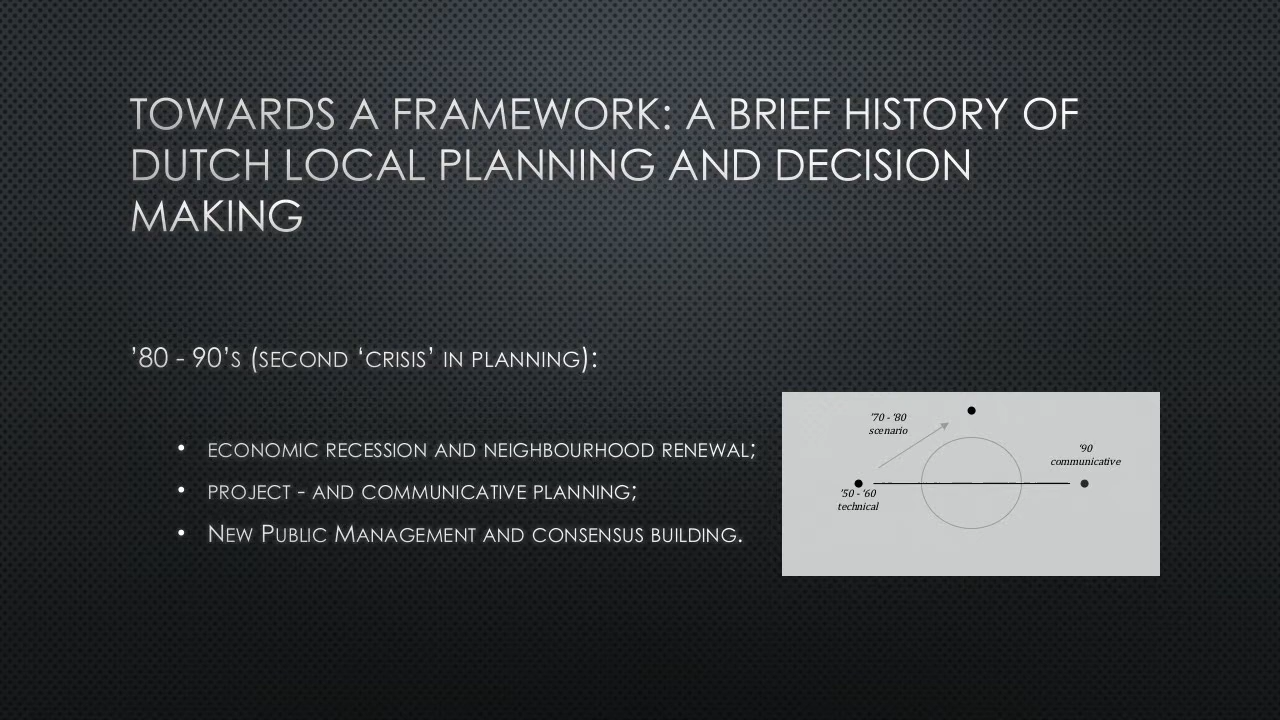 TOWARDS A FRAMEWORK: A BRIEF HISTORY OF
DUTCH LOCAL PLANNING AND DECISION
MAKING
’80 - 90’s (second ‘crisis’ in planning):
• economic recession and neighbourhood renewal;
• project - and communicative planning;
• New Public Management and consensus building.
’70 - ’80
scenario
‘90
communicative
’50 - ‘60
technical